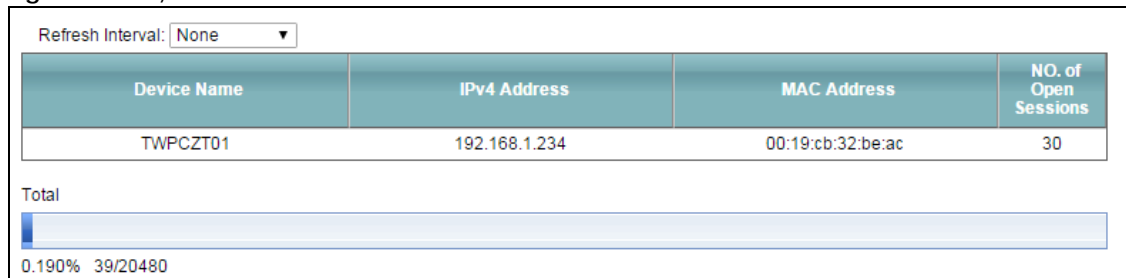 Refresh Interval: None
Device Name IPv4 Address MAC Address NO. of Open Sessions
TWPCZT01 192.168.1.234 00:19:cb:32:be:ac 30
Total
0.190% 39/20480